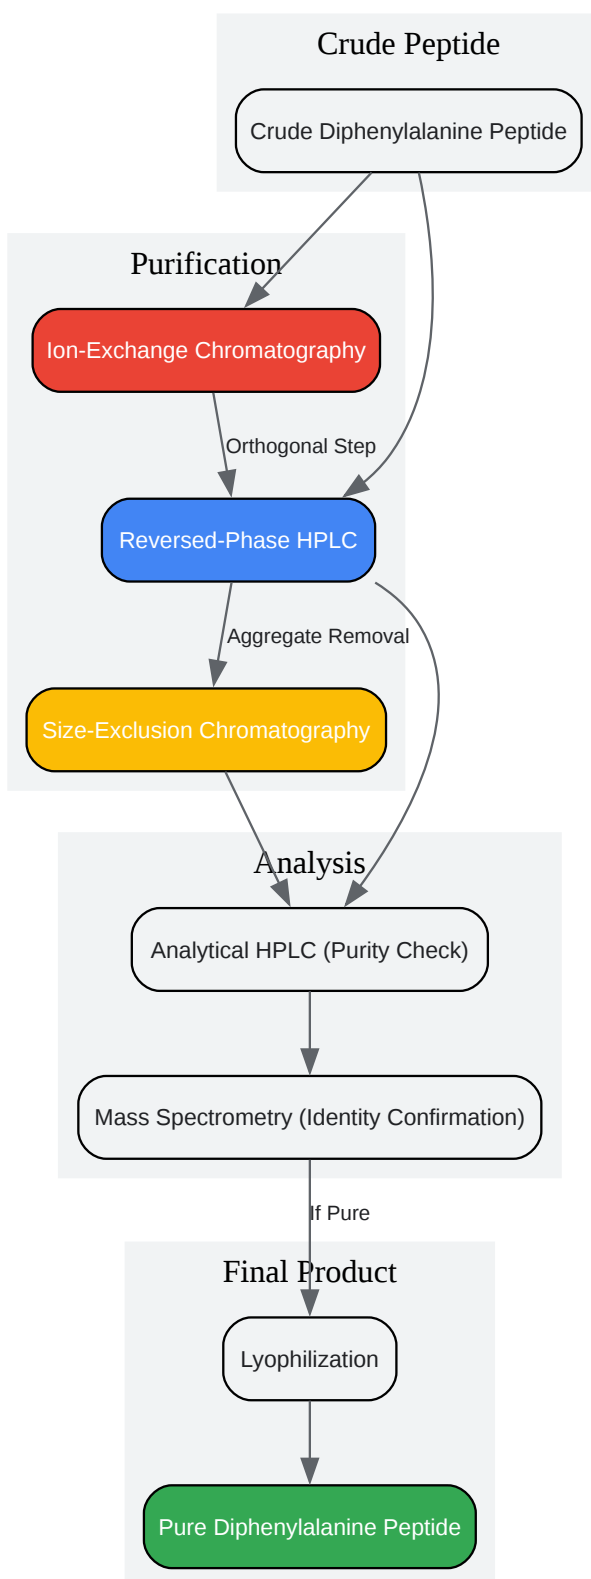 Crude Peptide
Crude Diphenylalanine Peptide
Purification
Ion-Exchange Chromatography
Orthogonal Step
Reversed-Phase HPLC
Aggregate Removal
Size-Exclusion Chromatography
Analysis
Analytical HPLC (Purity Check)
Mass Spectrometry (Identity Confirmation)
If Pure
Final Product
Lyophilization
Pure Diphenylalanine Peptide